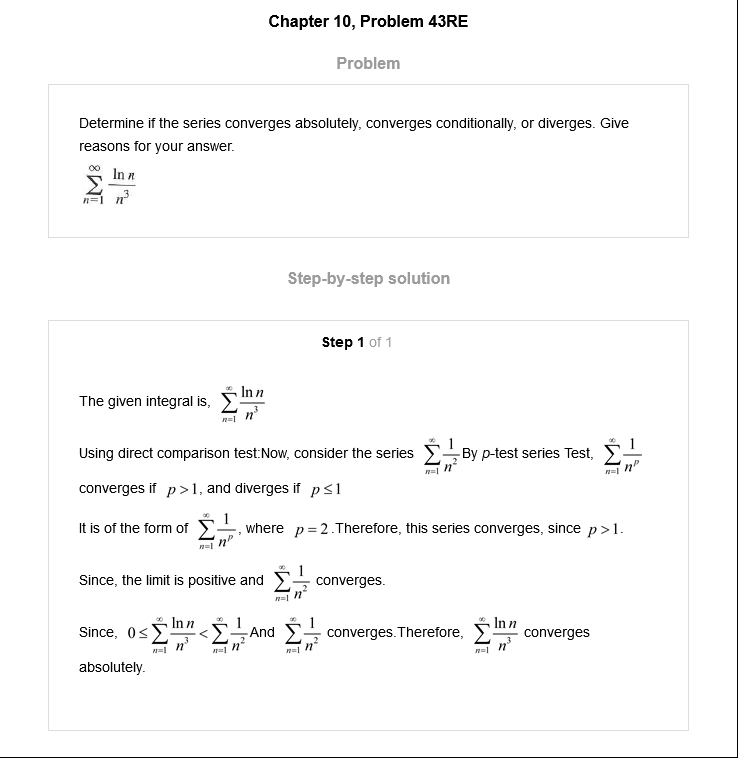 Chapter 10, Problem 43RE
Problem
Determine if the series converges absolutely, converges conditionally, or diverges. Give
reasons for your answer.
$\sum_{n=1}^{\infty} \frac{\ln n}{n^3}$
Step-by-step solution
Step 1 of 1
The given integral is, $\sum_{n=1}^{\infty} \frac{\ln n}{n^3}$
Using direct comparison test:Now, consider the series $\sum_{n=1}^{\infty} \frac{1}{n^2}$ By p-test series Test, $\sum_{n=1}^{\infty} \frac{1}{n^p}$
converges if $p > 1$, and diverges if $p \leq 1$
It is of the form of $\sum_{n=1}^{\infty} \frac{1}{n^p}$, where $p = 2$.Therefore, this series converges, since $p > 1$.
Since, the limit is positive and $\sum_{n=1}^{\infty} \frac{1}{n^2}$ converges.
Since, $0 \leq \sum_{n=1}^{\infty} \frac{\ln n}{n^3} < \sum_{n=1}^{\infty} \frac{1}{n^2}$ And $\sum_{n=1}^{\infty} \frac{1}{n^2}$ converges.Therefore, $\sum_{n=1}^{\infty} \frac{\ln n}{n^3}$ converges
absolutely.